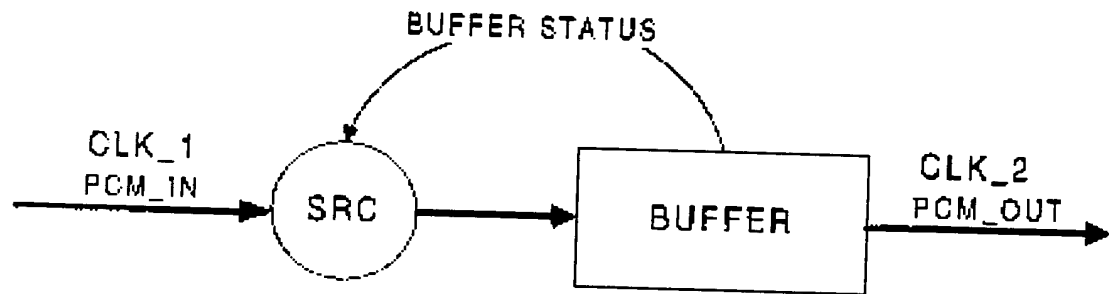 BUFFER STATUS
CLK_1
PCM_IN
SRC
BUFFER
CLK_2
PCM_OUT